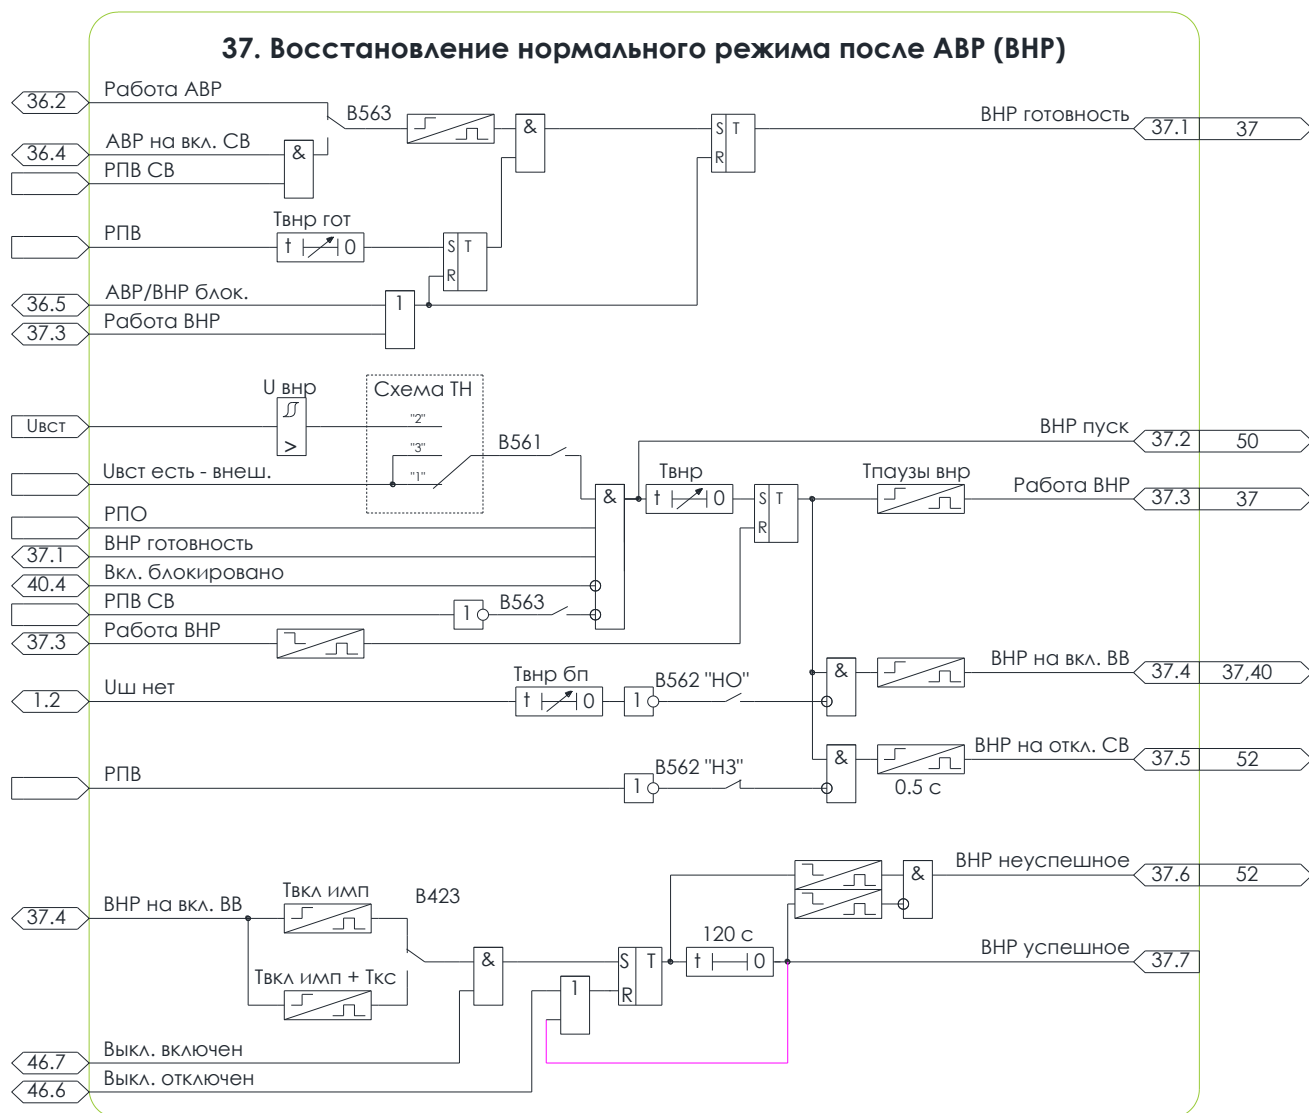 37. Восстановление нормального режима после АВР (ВНР)
36.2
Работа АВР
B563
&
S T
R
ВНР готовность
37.1
37
36.4
АВР на вкл. СВ
&
РПВ СВ
РПВ
Твнр гот
t 0
S T
R
36.5
АВР/ВНР блок.
1
37.3
Работа ВНР
U внр
Схема ТН
Uвст
>
"2"
"3"
"1"
B561
ВНР пуск
37.2
50
Uвст есть - внеш.
&
Твнр
t 0
S T
R
Тпаузы внр
Работа ВНР
37.3
37
РПО
37.1
ВНР готовность
40.4
Вкл. блокировано
РПВ СВ
1
B563
37.3
Работа ВНР
1.2
Uш нет
Твнр бп
t 0
1
B562 "НО"
&
ВНР на вкл. ВВ
37.4
37,40
РПВ
1
B562 "НЗ"
&
0.5 с
ВНР на откл. СВ
37.5
52
37.4
ВНР на вкл. ВВ
Твкл имп
B423
Твкл имп + Ткс
&
1
S T
R
120 с
t 0
&
ВНР неуспешное
37.6
52
ВНР успешное
37.7
46.7
Выкл. включен
46.6
Выкл. отключен